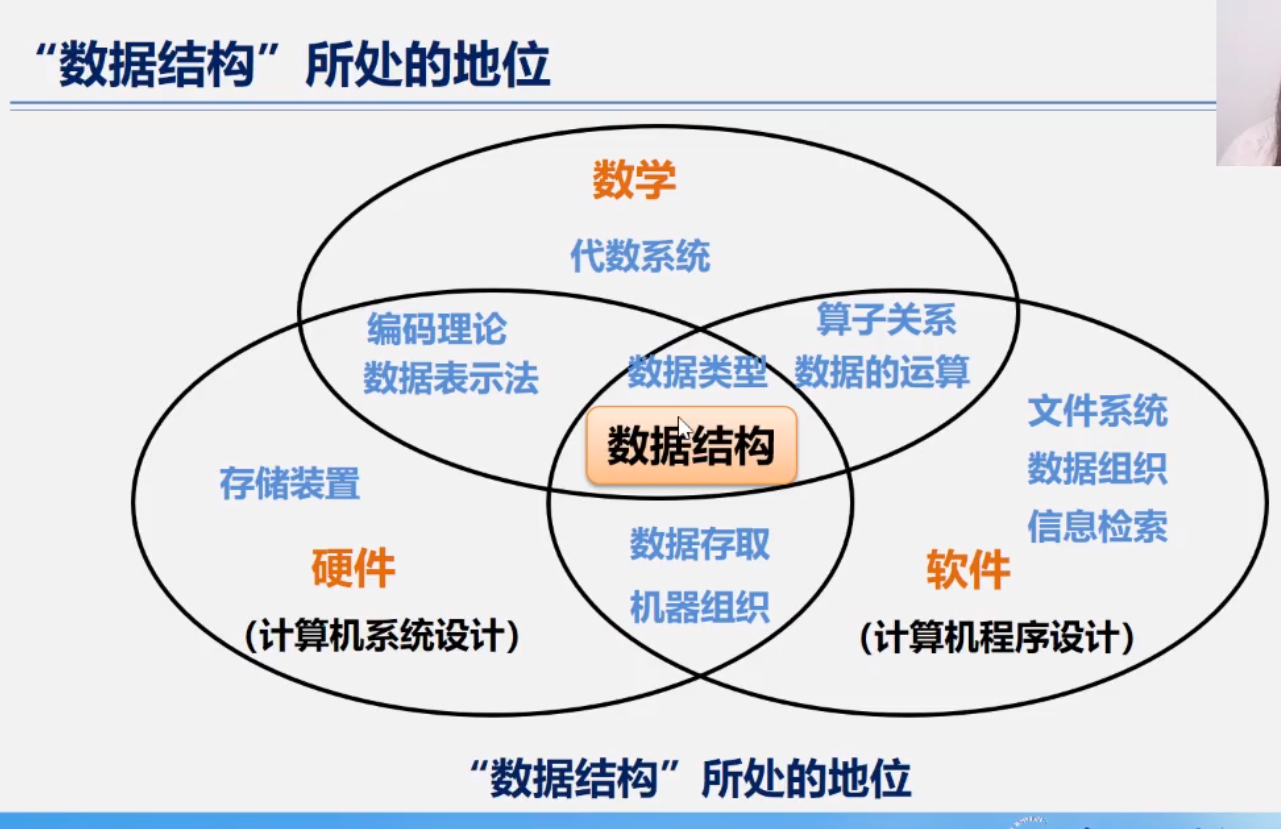 “数据结构”所处的地位
数学
代数系统
编码理论
数据表示法
数据类型
算子关系
数据的运算
数据结构
文件系统
数据组织
信息检索
存储装置
硬件
(计算机系统设计)
数据存取
机器组织
软件
(计算机程序设计)
“数据结构”所处的地位